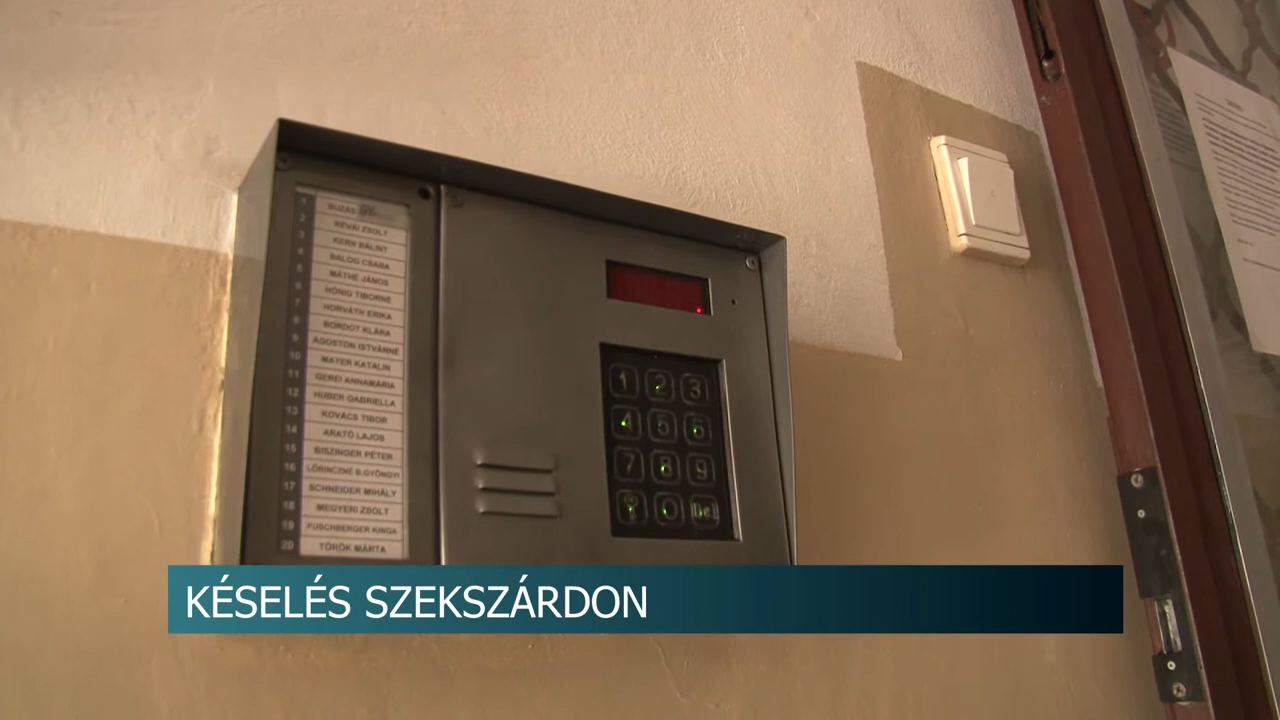 1 BUZÁS
2 RÉVAI ZSOLT
3 KERN BÁLINT
4 BALOG CSABA
5 MÁTHÉ JÁNOS
6 HÖNIG TIBORNÉ
7 HORVÁTH ERIKA
8 BORDOT KLÁRA
9 ÁGOSTON ISTVÁNNÉ
10 MAYER KATALIN
11 GEREI ANNAMÁRIA
12 HUBER GABRIELLA
13 KOVÁCS TIBOR
14 ARATÓ LAJOS
15 BISZINGER PÉTER
16 LŐRINCZNÉ B.GYÖNGYI
17 SCHNEIDER MIHÁLY
18 MEGYERI ZSOLT
19 FUSCHBERGER KINGA
20 TÖRÖK MÁRTA
1 2 3
4 5 6
7 8 9
0 Del
KÉSELÉS SZEKSZÁRDON